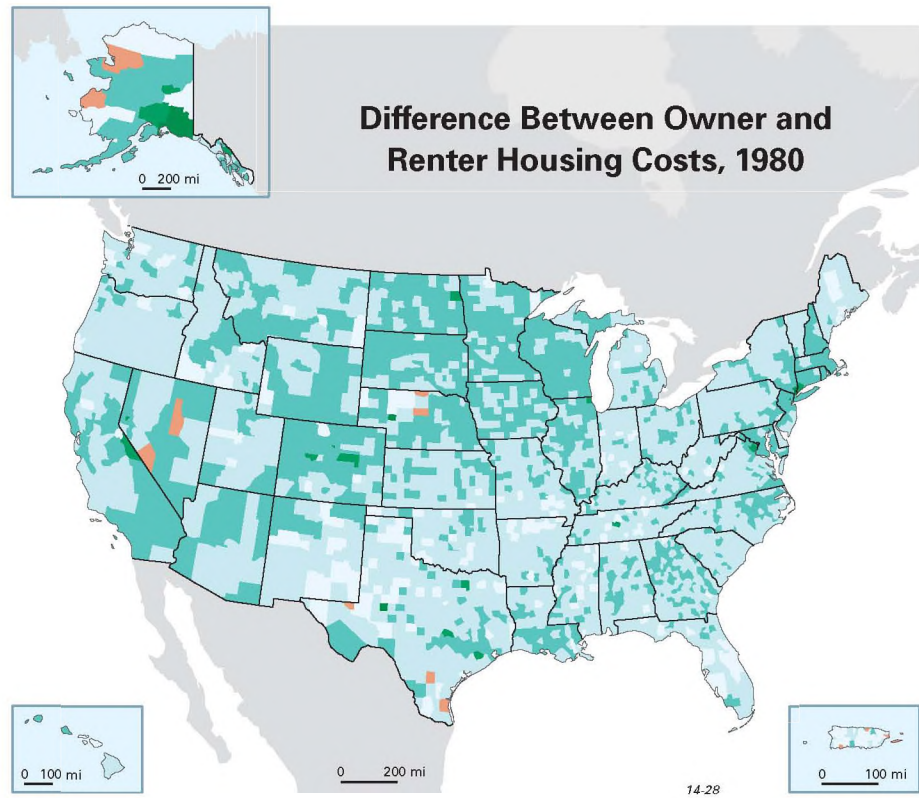 Difference Between Owner and
Renter Housing Costs, 1980
0 200 mi
0 100 mi
0 200 mi
14-28
0 100 mi